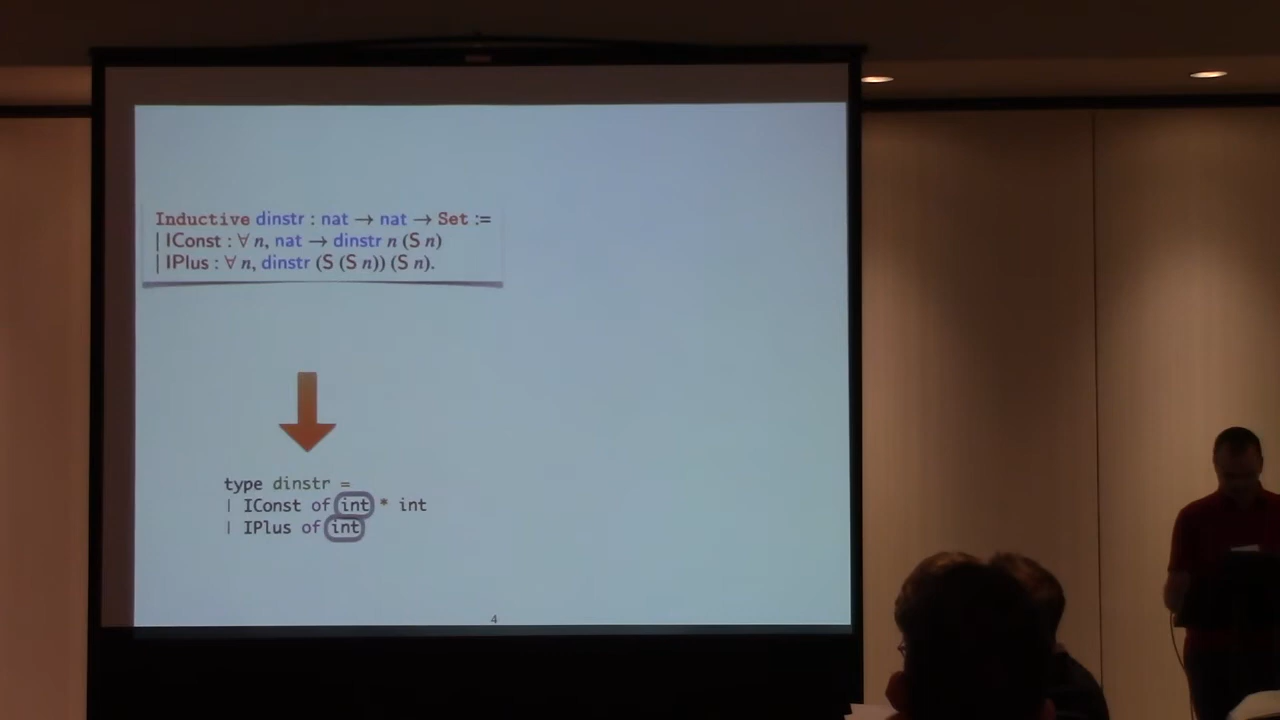 Inductive dinstr : nat → nat → Set :=
| IConst : ∀ n, nat → dinstr n (S n)
| IPlus : ∀ n, dinstr (S (S n)) (S n).
type dinstr =
| IConst of int * int
| IPlus of int
4